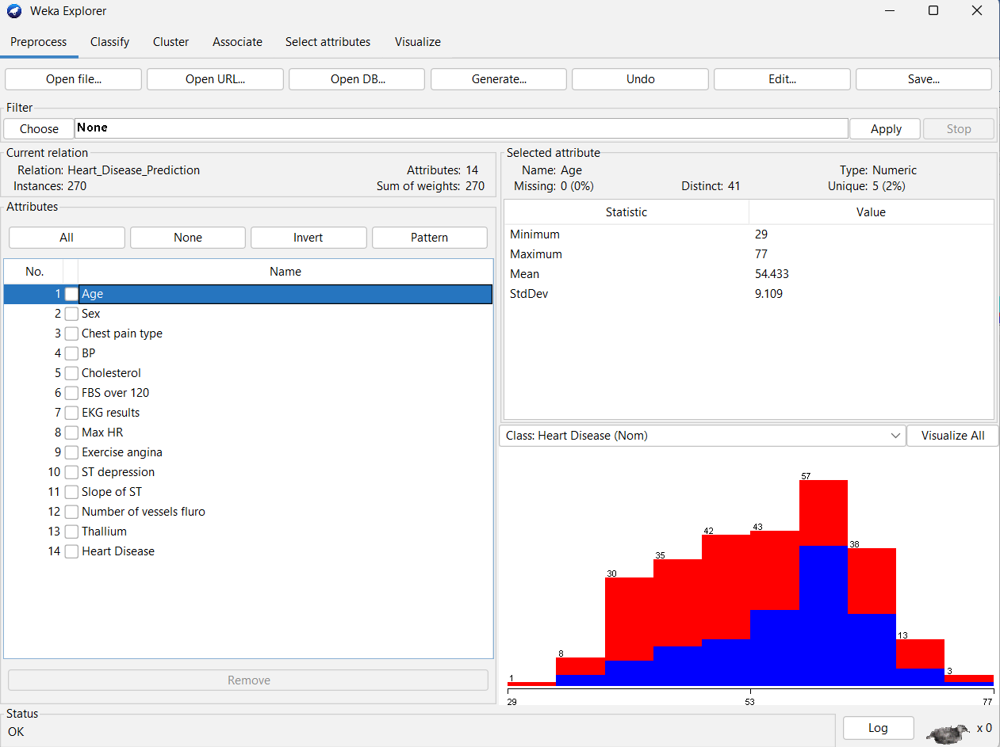 Weka Explorer
Preprocess Classify Cluster Associate Select attributes Visualize
Open file... Open URL... Open DB... Generate... Undo Edit... Save...
Filter
Choose None Apply Stop
Current relation
Relation: Heart_Disease_Prediction Attributes: 14
Instances: 270 Sum of weights: 270
Attributes
All None Invert Pattern
No. Name
1 Age
2 Sex
3 Chest pain type
4 BP
5 Cholesterol
6 FBS over 120
7 EKG results
8 Max HR
9 Exercise angina
10 ST depression
11 Slope of ST
12 Number of vessels fluro
13 Thallium
14 Heart Disease
Remove
Selected attribute
Name: Age Type: Numeric
Missing: 0 (0%) Distinct: 41 Unique: 5 (2%)
Statistic Value
Minimum 29
Maximum 77
Mean 54.433
StdDev 9.109
Class: Heart Disease (Nom) Visualize All
1 8 30 35 42 43 57 38 13 3
29 53 77
Status
OK
Log x 0